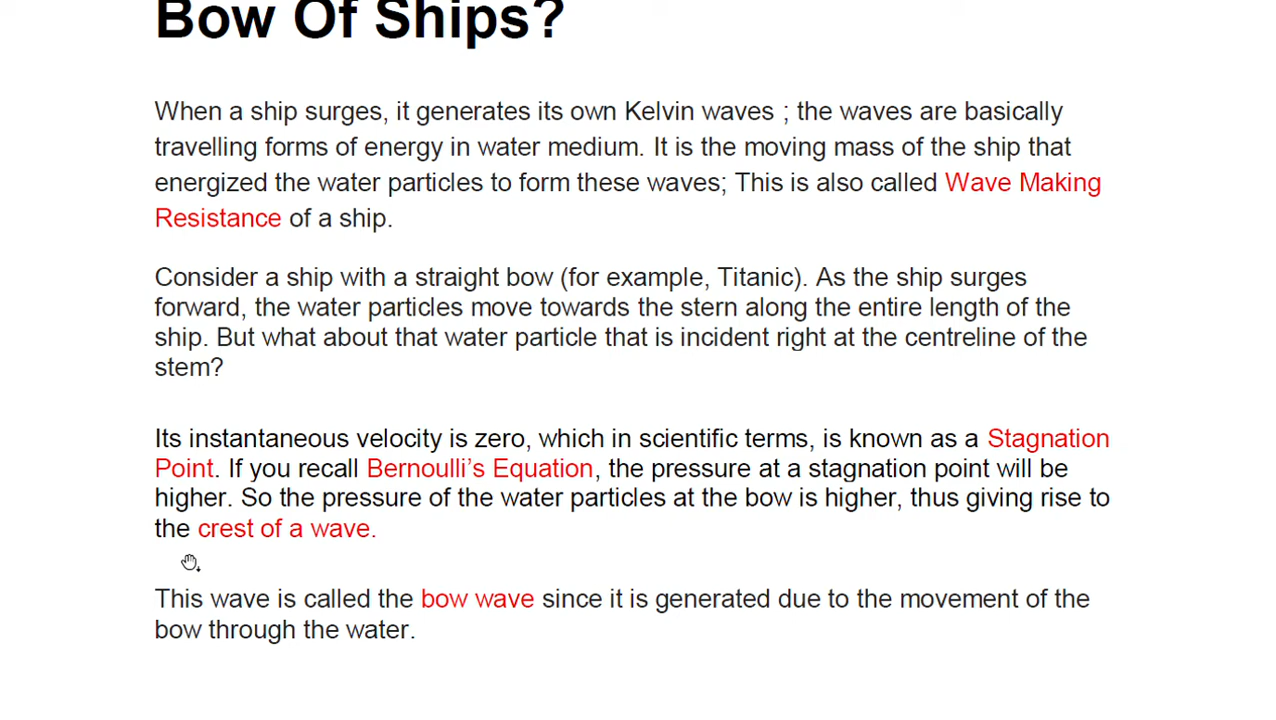 Bow Of Ships?
When a ship surges, it generates its own Kelvin waves ; the waves are basically
travelling forms of energy in water medium. It is the moving mass of the ship that
energized the water particles to form these waves; This is also called Wave Making
Resistance of a ship.
Consider a ship with a straight bow (for example, Titanic). As the ship surges
forward, the water particles move towards the stern along the entire length of the
ship. But what about that water particle that is incident right at the centreline of the
stem?
Its instantaneous velocity is zero, which in scientific terms, is known as a Stagnation
Point. If you recall Bernoulli’s Equation, the pressure at a stagnation point will be
higher. So the pressure of the water particles at the bow is higher, thus giving rise to
the crest of a wave.
This wave is called the bow wave since it is generated due to the movement of the
bow through the water.